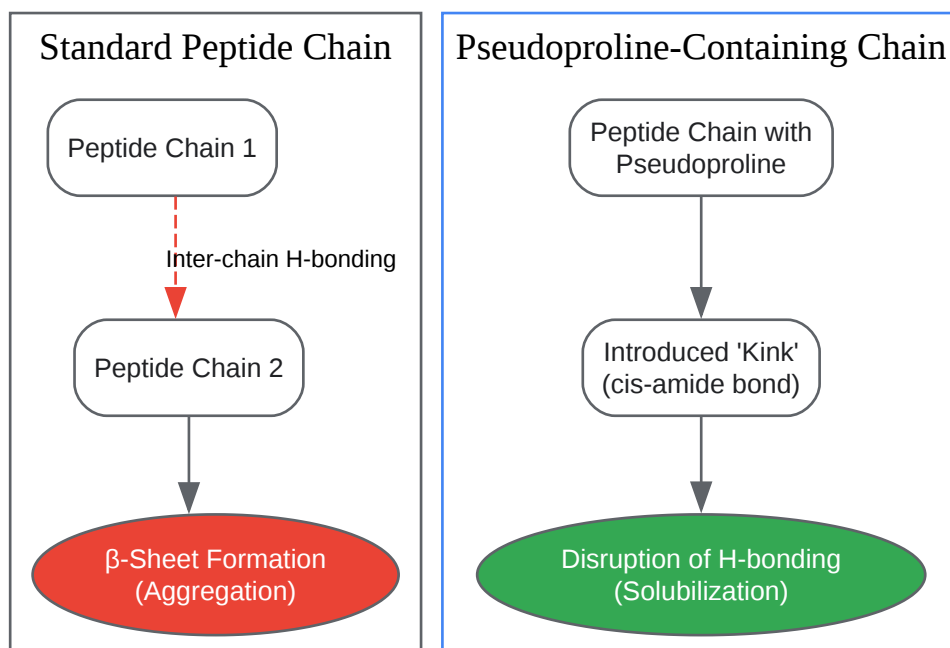 Standard Peptide Chain
Peptide Chain 1
Inter-chain H-bonding
Peptide Chain 2
β-Sheet Formation
(Aggregation)
Pseudoproline-Containing Chain
Peptide Chain with
Pseudoproline
Introduced 'Kink'
(cis-amide bond)
Disruption of H-bonding
(Solubilization)